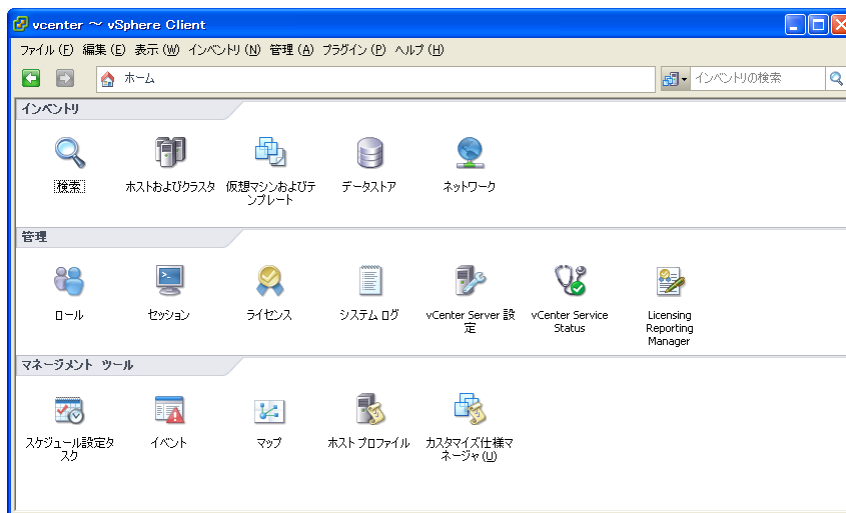 vcenter ～ vSphere Client
ファイル(F) 編集(E) 表示(W) インベントリ(N) 管理(A) プラグイン(P) ヘルプ(H)
ホーム
インベントリの検索
インベントリ
検索 ホストおよびクラスタ 仮想マシンおよびテ データストア ネットワーク
ンプレート
管理
ロール セッション ライセンス システム ログ vCenter Server 設 vCenter Service Licensing
定 Status Reporting
Manager
マネージメント ツール
スケジュール設定タ イベント マップ ホスト プロファイル カスタマイズ仕様マ
スク ネージャ(U)